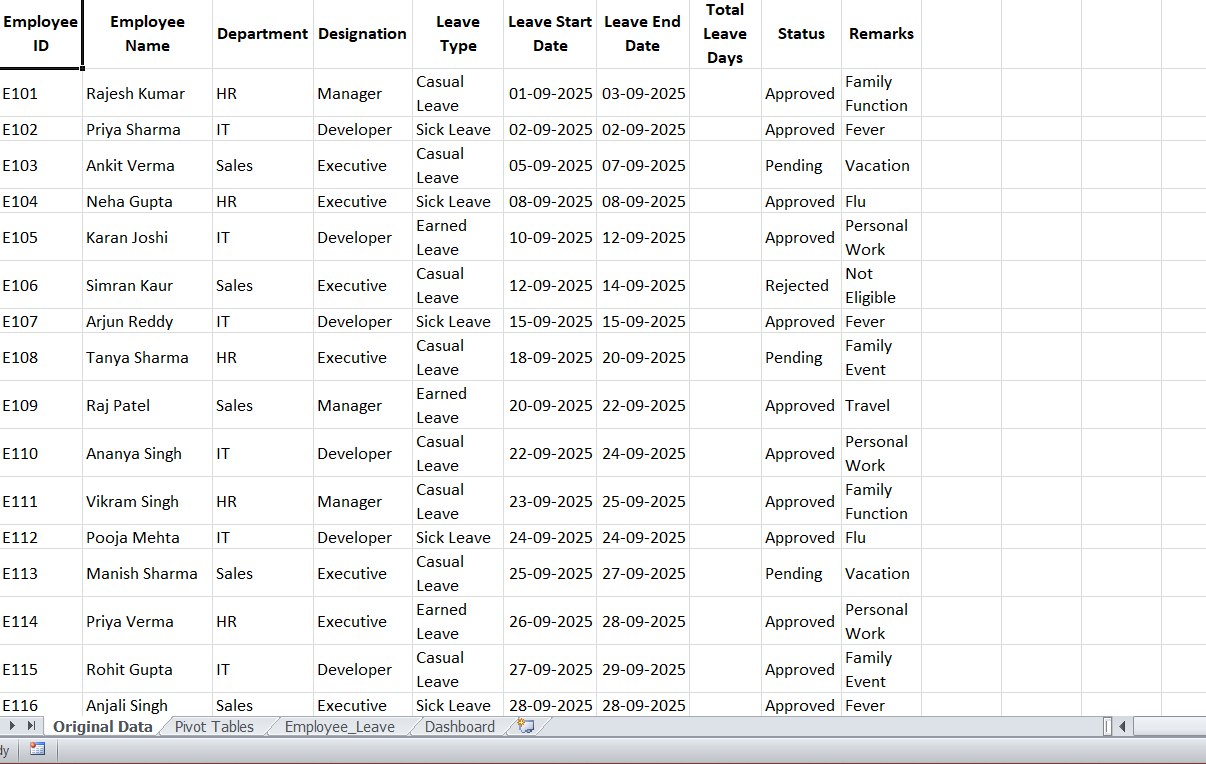 Employee ID Employee Name Department Designation Leave Type Leave Start Date Leave End Date Total Leave Days Status Remarks
E101 Rajesh Kumar HR Manager Casual Leave 01-09-2025 03-09-2025 Approved Family Function
E102 Priya Sharma IT Developer Sick Leave 02-09-2025 02-09-2025 Approved Fever
E103 Ankit Verma Sales Executive Casual Leave 05-09-2025 07-09-2025 Pending Vacation
E104 Neha Gupta HR Executive Sick Leave 08-09-2025 08-09-2025 Approved Flu
E105 Karan Joshi IT Developer Earned Leave 10-09-2025 12-09-2025 Approved Personal Work
E106 Simran Kaur Sales Executive Casual Leave 12-09-2025 14-09-2025 Rejected Not Eligible
E107 Arjun Reddy IT Developer Sick Leave 15-09-2025 15-09-2025 Approved Fever
E108 Tanya Sharma HR Executive Casual Leave 18-09-2025 20-09-2025 Pending Family Event
E109 Raj Patel Sales Manager Earned Leave 20-09-2025 22-09-2025 Approved Travel
E110 Ananya Singh IT Developer Casual Leave 22-09-2025 24-09-2025 Approved Personal Work
E111 Vikram Singh HR Manager Casual Leave 23-09-2025 25-09-2025 Approved Family Function
E112 Pooja Mehta IT Developer Sick Leave 24-09-2025 24-09-2025 Approved Flu
E113 Manish Sharma Sales Executive Casual Leave 25-09-2025 27-09-2025 Pending Vacation
E114 Priya Verma HR Executive Earned Leave 26-09-2025 28-09-2025 Approved Personal Work
E115 Rohit Gupta IT Developer Casual Leave 27-09-2025 29-09-2025 Approved Family Event
E116 Anjali Singh Sales Executive Sick Leave 28-09-2025 28-09-2025 Approved Fever
Original Data Pivot Tables Employee_Leave Dashboard